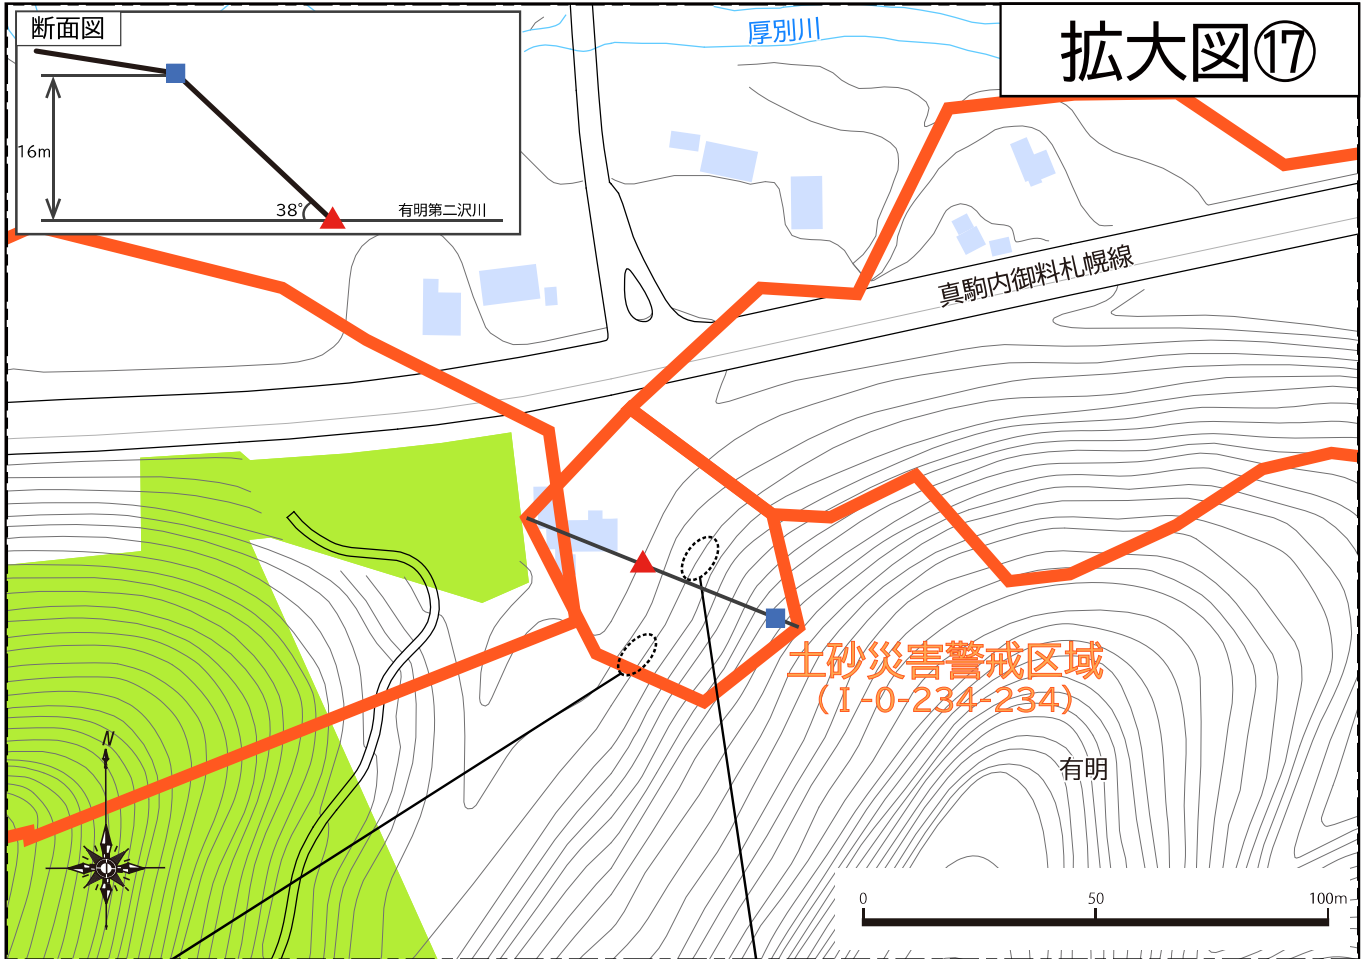 断面図
16m
38°
有明第二沢川
厚別川
拡大図⑰
真駒内御料札幌線
土砂災害警戒区域
(Ⅰ-0-234-234)
有明
N
0 50 100m